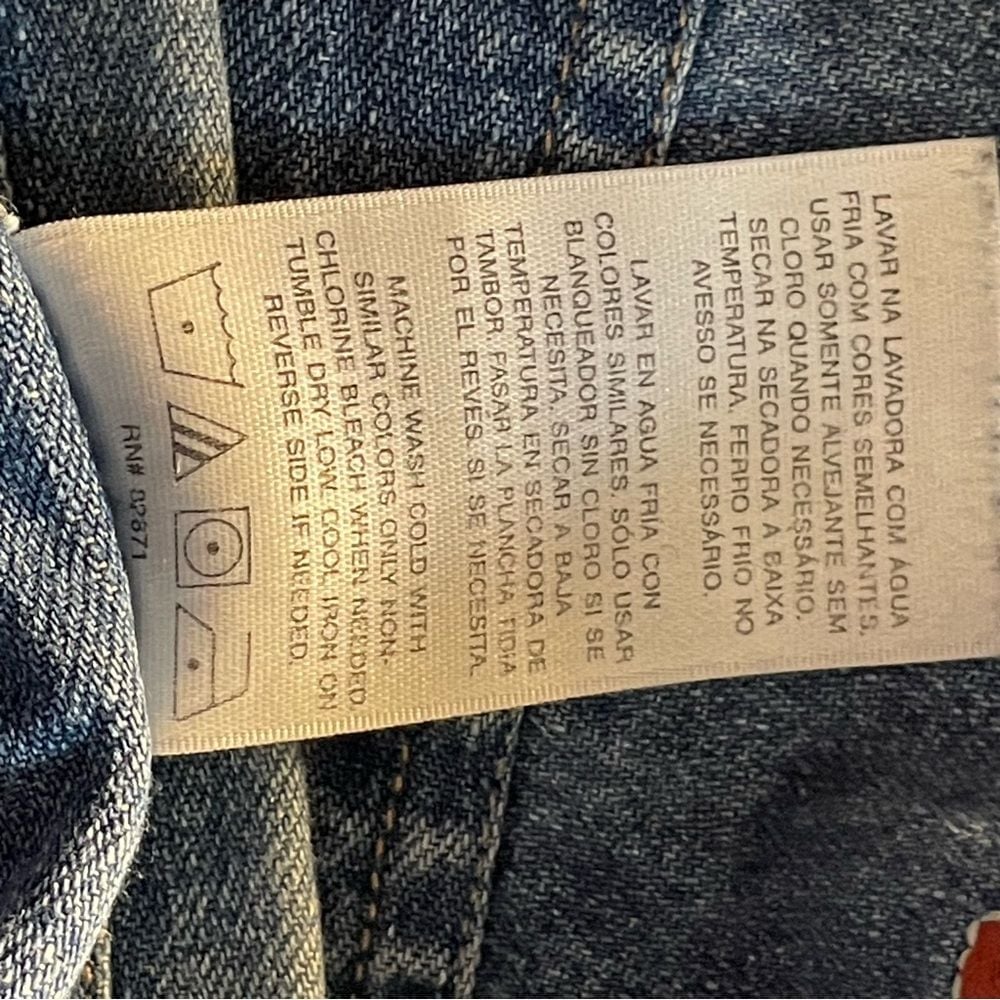 LAVAR NA LAVADORA COM ÁGUA
FRIA COM CORES SEMELHANTES.
USAR SOMENTE ALVEJANTE SEM
CLORO QUANDO NECESSÁRIO.
SECAR NA SECADORA À BAIXA
TEMPERATURA. FERRO FRIO NO
AVESSO SE NECESSÁRIO.
LAVAR EN AGUA FRÍA CON
COLORES SIMILARES. SÓLO USAR
BLANQUEADOR SIN CLORO SI SE
NECESITA. SECAR A BAJA
TEMPERATURA EN SECADORA DE
TAMBOR. PASAR LA PLANCHA TIBIA
POR EL REVES. SI SE NECESITA.
MACHINE WASH COLD WITH
SIMILAR COLORS ONLY NON-
CHLORINE BLEACH WHEN NEEDED
TUMBLE DRY LOW. COOL IRON ON
REVERSE SIDE IF NEEDED.
RN# 82871